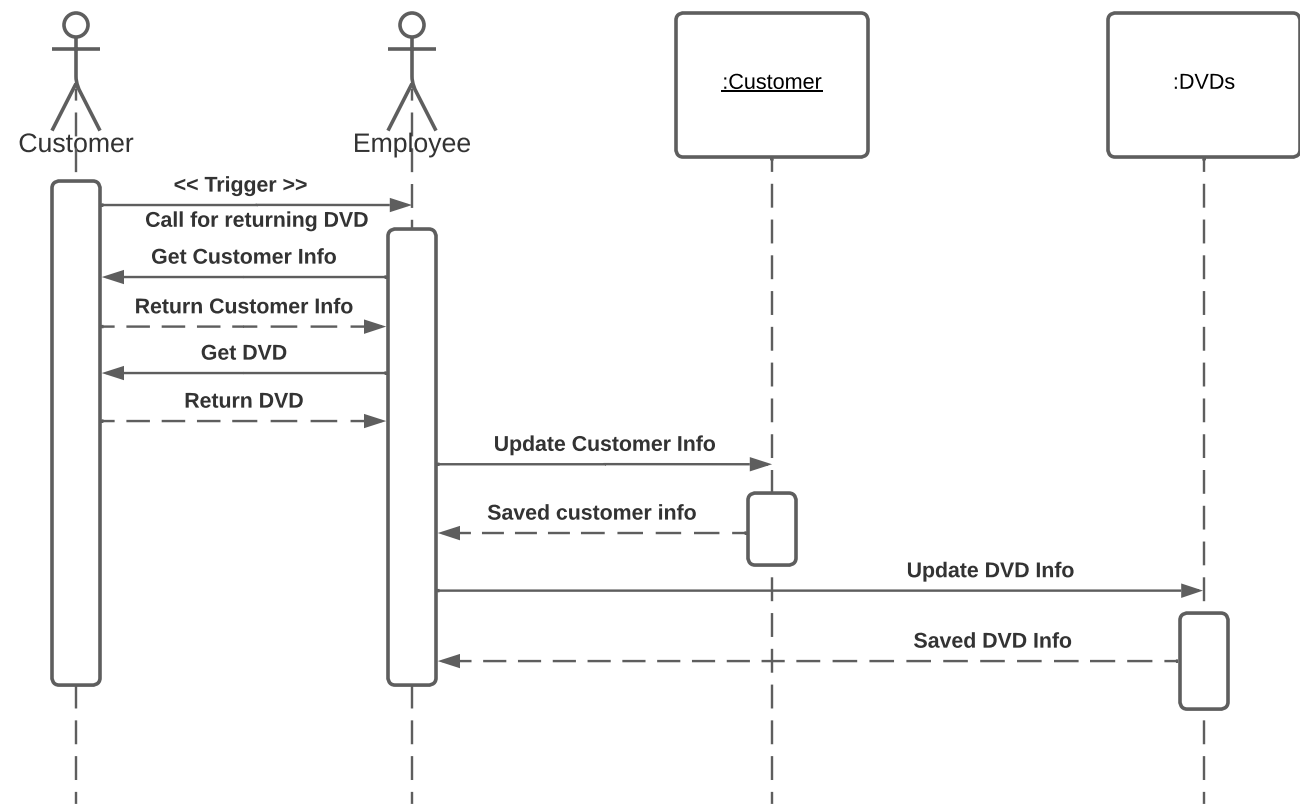 :Customer
:DVDs
Customer
Employee
<< Trigger >>
Call for returning DVD
Get Customer Info
Return Customer Info
Get DVD
Return DVD
Update Customer Info
Saved customer info
Update DVD Info
Saved DVD Info